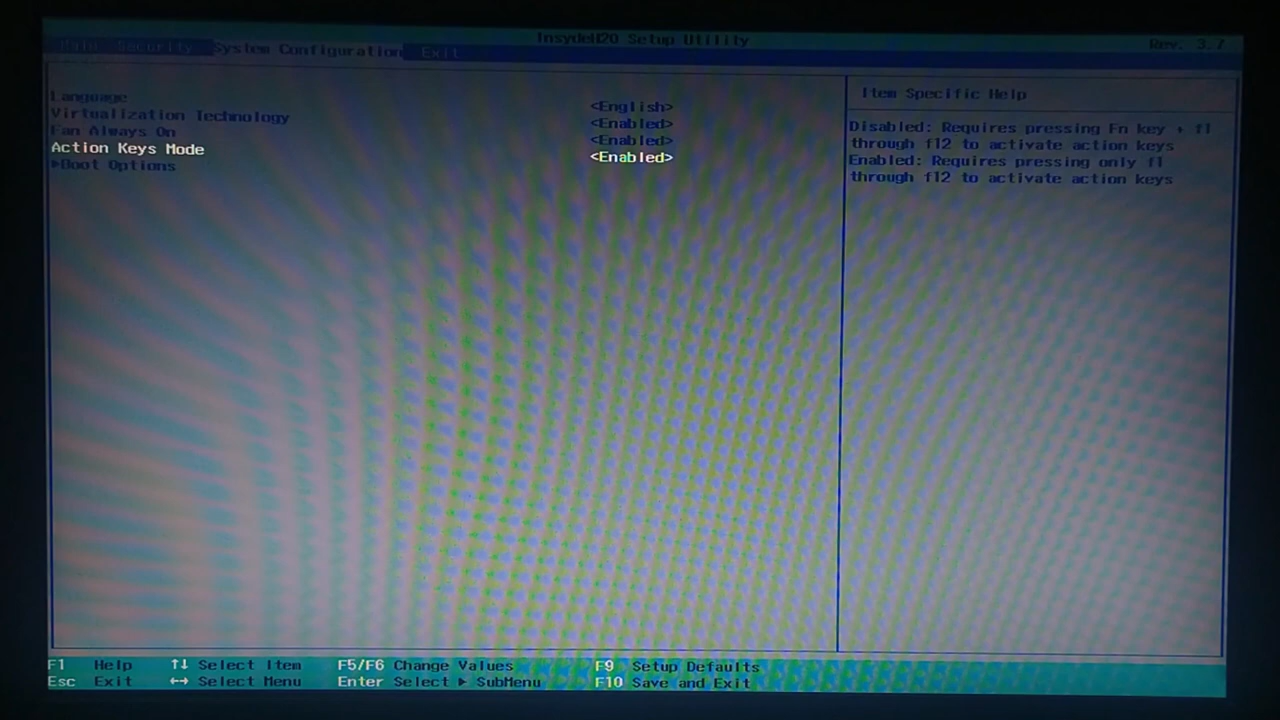 InsydeH20 Setup Utility Rev. 3.7
Main Security System Configuration Exit
Language <English>
Virtualization Technology <Enabled>
Fan Always On <Enabled>
Action Keys Mode <Enabled>
▶Boot Options
Item Specific Help
Disabled: Requires pressing Fn key + f1
through f12 to activate action keys
Enabled: Requires pressing only f1
through f12 to activate action keys
F1 Help ↑↓ Select Item F5/F6 Change Values F9 Setup Defaults
Esc Exit ↔ Select Menu Enter Select ▶ SubMenu F10 Save and Exit